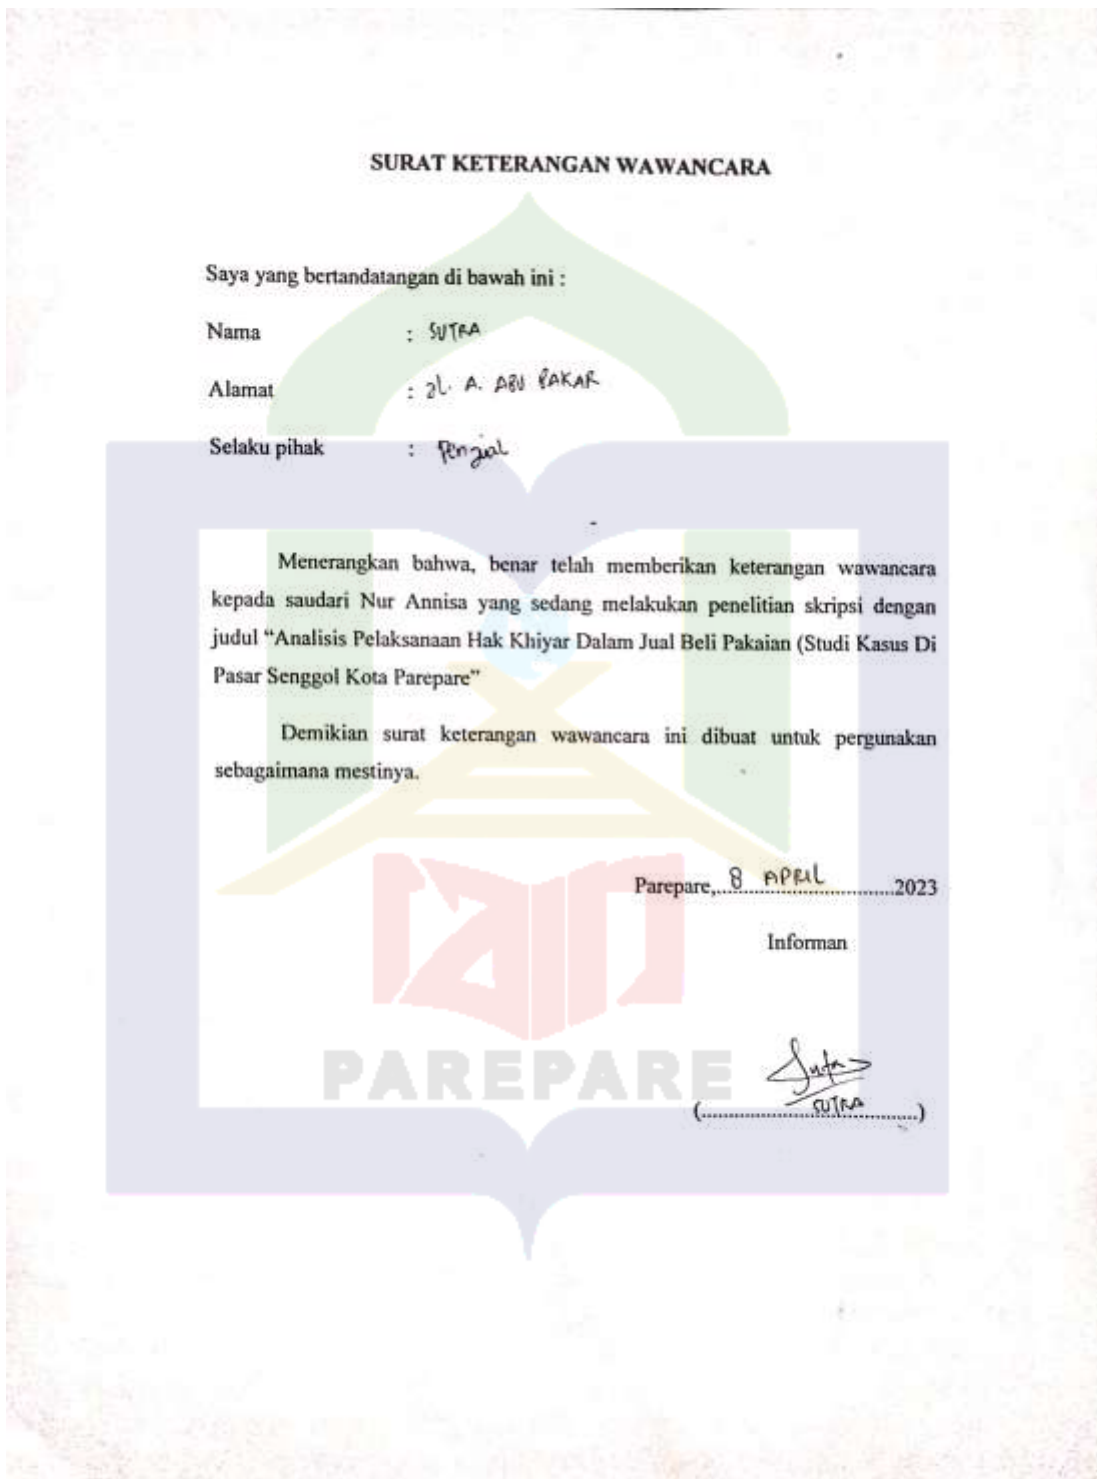 SURAT KETERANGAN WAWANCARA
Saya yang bertandatangan di bawah ini :
Nama : SUTRA
Alamat : Jl. A. ABU BAKAR
Selaku pihak : Penjual
Menerangkan bahwa, benar telah memberikan keterangan wawancara
kepada saudari Nur Annisa yang sedang melakukan penelitian skripsi dengan
judul “Analisis Pelaksanaan Hak Khiyar Dalam Jual Beli Pakaian (Studi Kasus Di
Pasar Senggol Kota Parepare”
Demikian surat keterangan wawancara ini dibuat untuk pergunakan
sebagaimana mestinya.
Parepare, 8 APRIL 2023
Informan
PAREPARE
Sutra
(SUTRA)